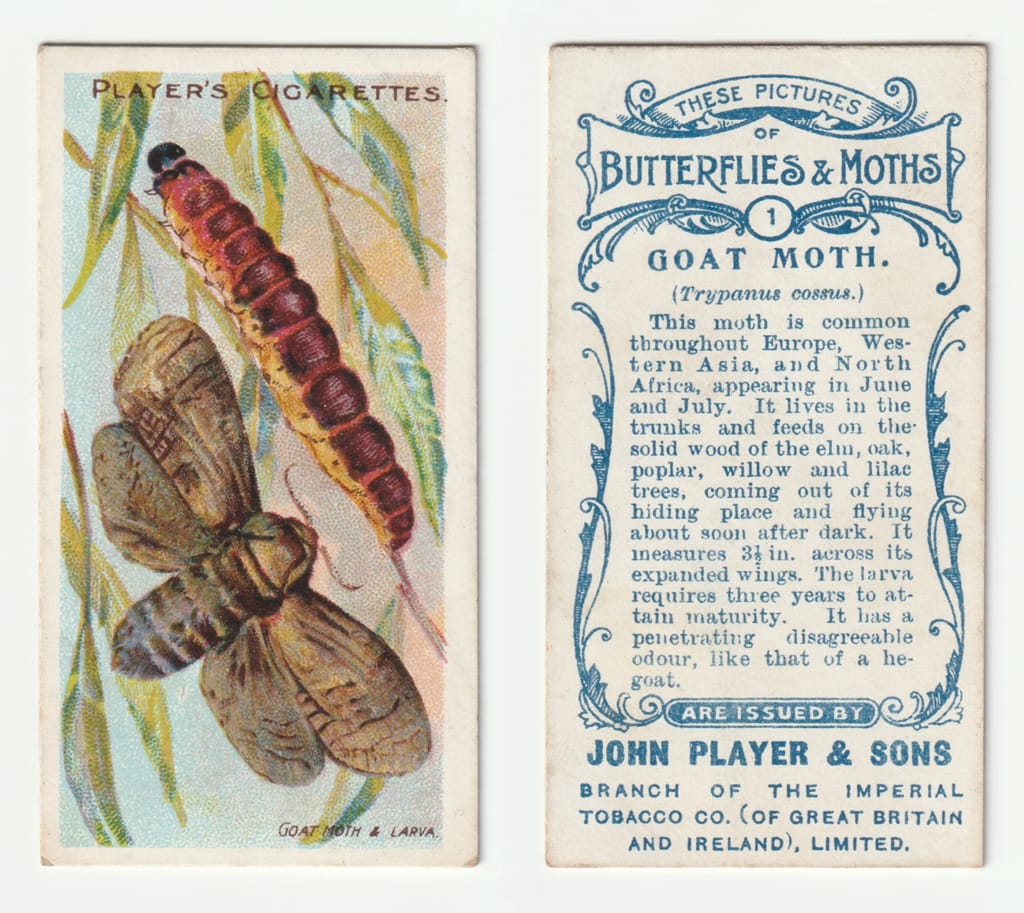 PLAYER'S CIGARETTES.
GOAT MOTH & LARVA.
THESE PICTURES
OF
BUTTERFLIES & MOTHS
1
GOAT MOTH.
(Trypanus cossus.)
This moth is common
throughout Europe, Wes-
tern Asia, and North
Africa, appearing in June
and July. It lives in the
trunks and feeds on the
solid wood of the elm, oak,
poplar, willow and lilac
trees, coming out of its
hiding place and flying
about soon after dark. It
measures 3½ in. across its
expanded wings. The larva
requires three years to at-
tain maturity. It has a
penetrating disagreeable
odour, like that of a he-
goat.
ARE ISSUED BY
JOHN PLAYER & SONS
BRANCH OF THE IMPERIAL
TOBACCO CO. (OF GREAT BRITAIN
AND IRELAND), LIMITED.